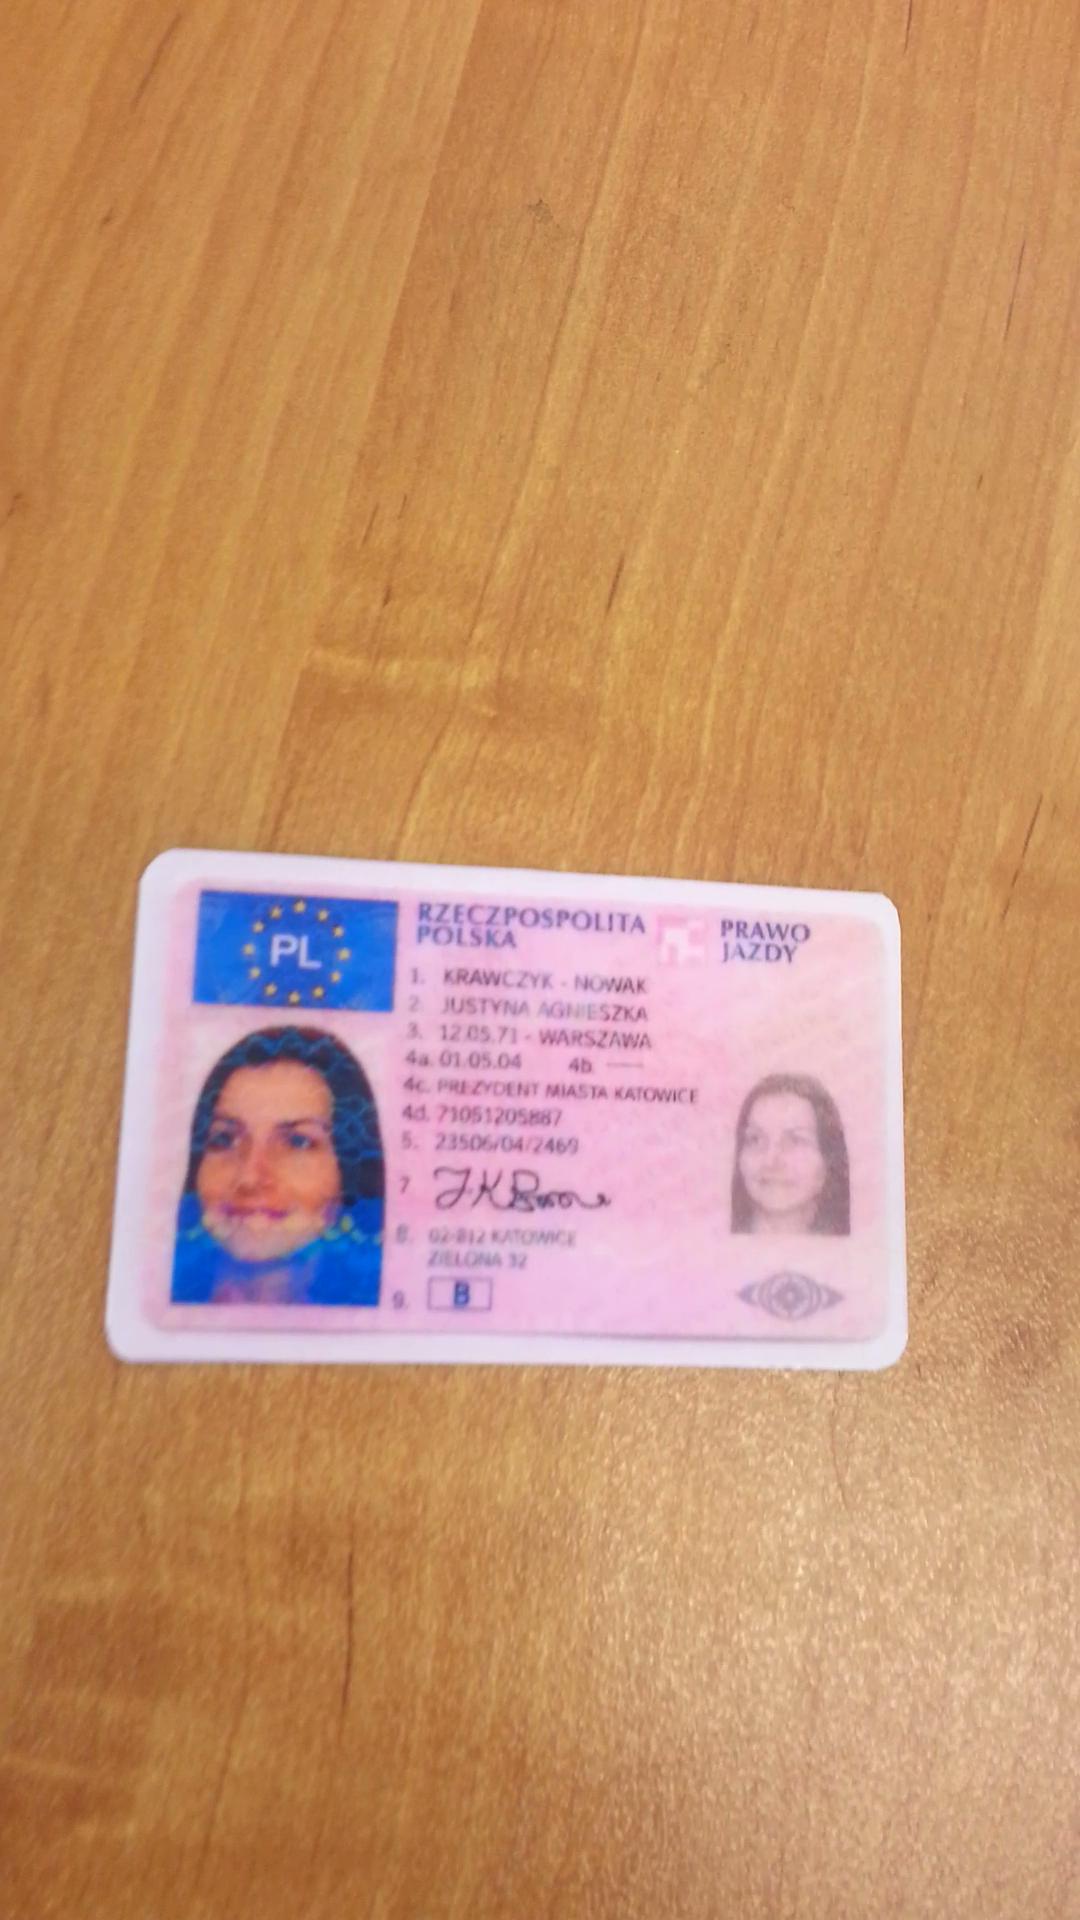 PL
RZECZPOSPOLITA POLSKA
PRAWO JAZDY
1. KRAWCZYK - NOWAK
2. JUSTYNA AGNIESZKA
3. 12.05.71 - WARSZAWA
4a. 01.05.04 4b. ——
4c. PREZYDENT MIASTA KATOWICE
4d. 71051205887
5. 23506/04/2469
7
8. 02-812 KATOWICE
ZIELONA 32
9. B